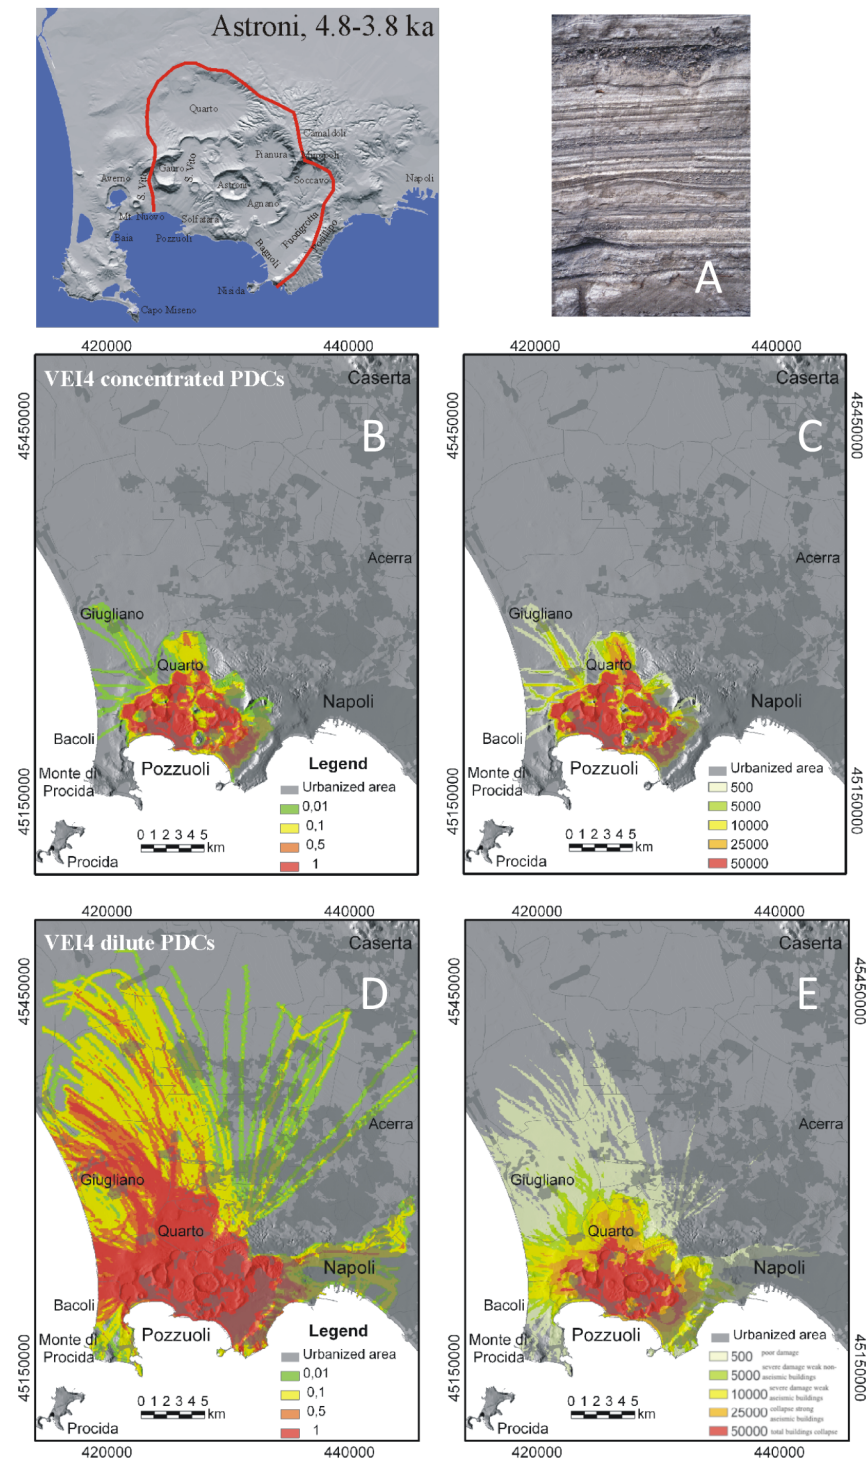 Astroni, 4.8-3.8 ka
Quarto
Camaldoli
Pianura
Gauro
S. Vito
S. Vito
Averno
Astroni
Soccavo
Napoli
Agnano
Mt. Nuovo
Solfatara
Fuorigrotta
Posillipo
Baia
Pozzuoli
Bagnoli
Nisida
Capo Miseno
A
420000 440000
420000 440000
45450000
45150000
VEI4 concentrated PDCs
Caserta
B
Acerra
Giugliano
Quarto
Napoli
Bacoli
Pozzuoli
Monte di
Procida
Procida
0 1 2 3 4 5
km
Legend
Urbanized area
0,01
0,1
0,5
1
45450000
45150000
Caserta
C
Acerra
Giugliano
Quarto
Napoli
Bacoli
Pozzuoli
Monte di
Procida
Procida
0 1 2 3 4 5
km
Urbanized area
500
5000
10000
25000
50000
45450000
45150000
420000 440000
420000 440000
45450000
45150000
VEI4 dilute PDCs
Caserta
D
Acerra
Giugliano
Quarto
Napoli
Bacoli
Pozzuoli
Monte di
Procida
Procida
0 1 2 3 4 5
km
Legend
Urbanized area
0,01
0,1
0,5
1
45450000
45150000
Caserta
E
Acerra
Giugliano
Quarto
Napoli
Bacoli
Pozzuoli
Monte di
Procida
Procida
0 1 2 3 4 5
km
Urbanized area
500 poor damage
5000 severe damage weak non-
aseismic buildings
10000 severe damage weak
aseismic buildings
25000 collapse strong
aseismic buildings
50000 total buildings collapse
45450000
45150000
420000 440000
420000 440000